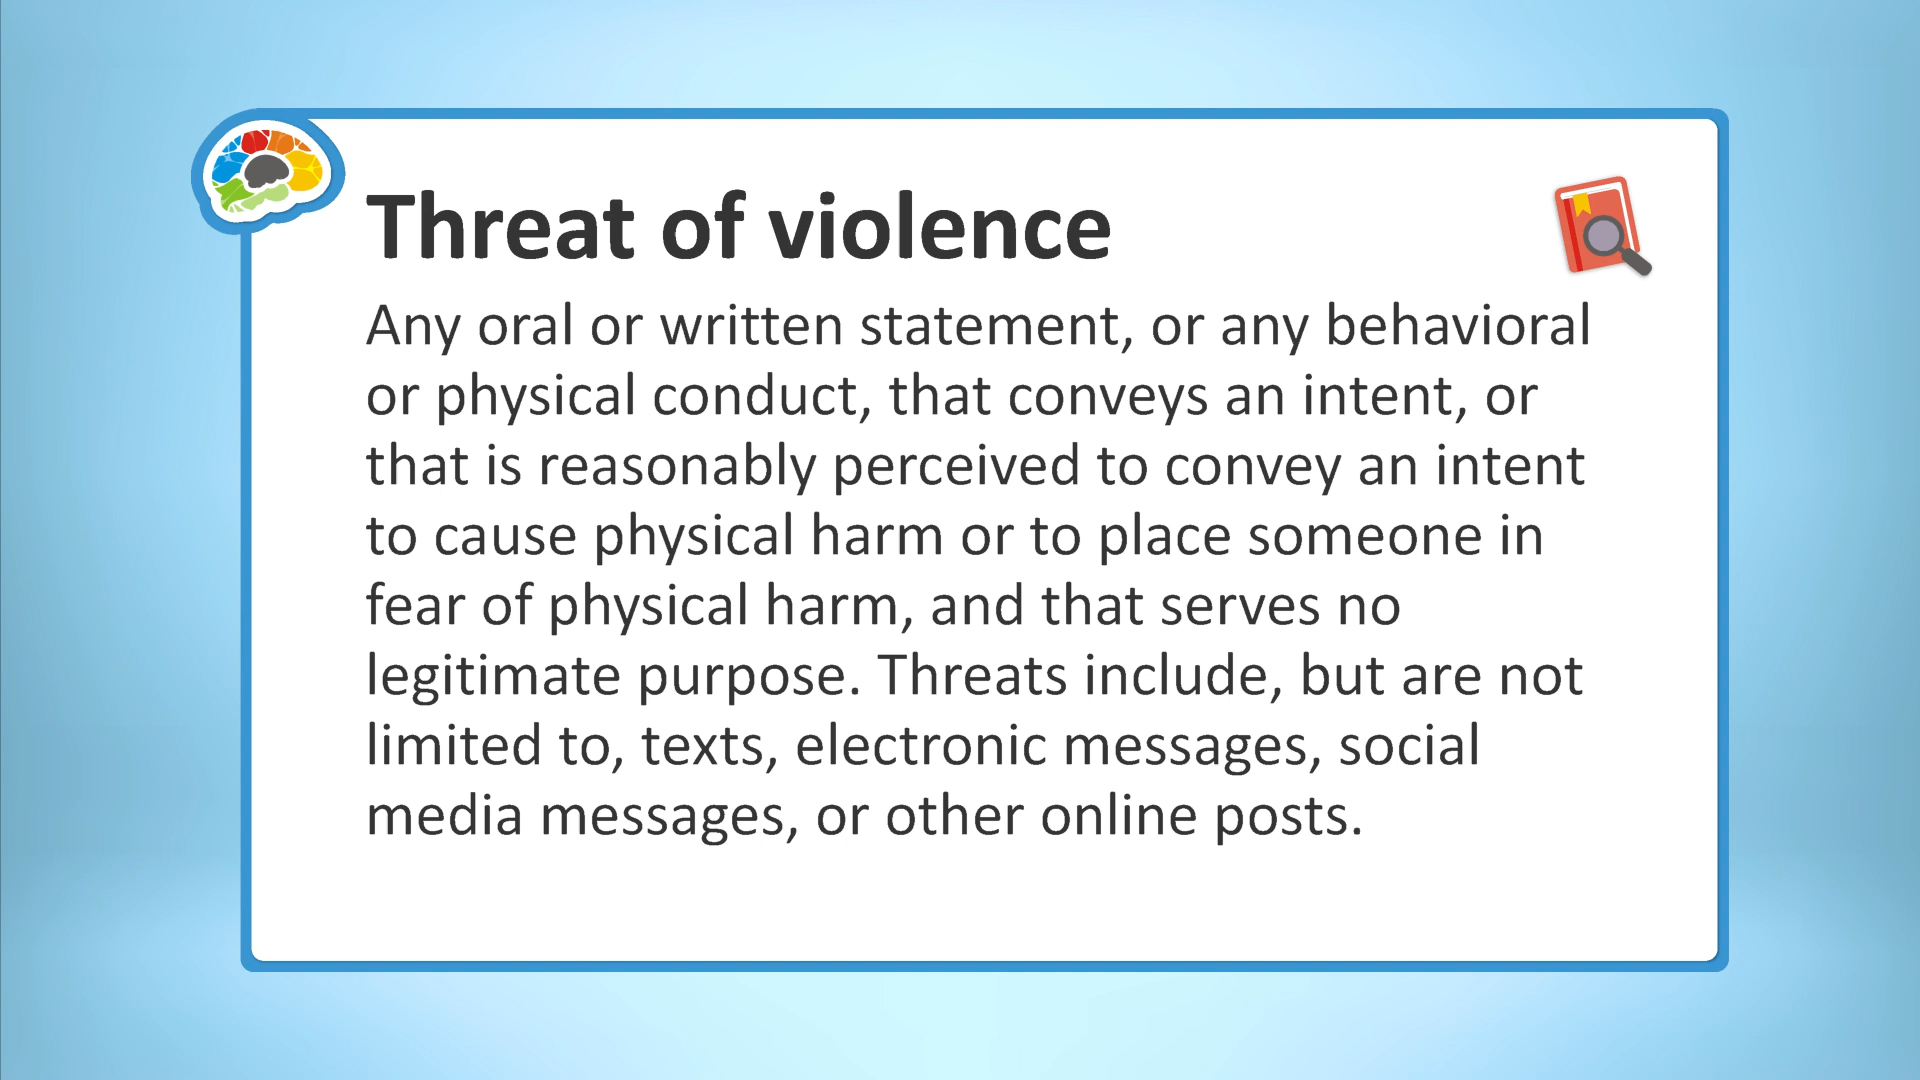 Threat of violence
Any oral or written statement, or any behavioral
or physical conduct, that conveys an intent, or
that is reasonably perceived to convey an intent
to cause physical harm or to place someone in
fear of physical harm, and that serves no
legitimate purpose. Threats include, but are not
limited to, texts, electronic messages, social
media messages, or other online posts.